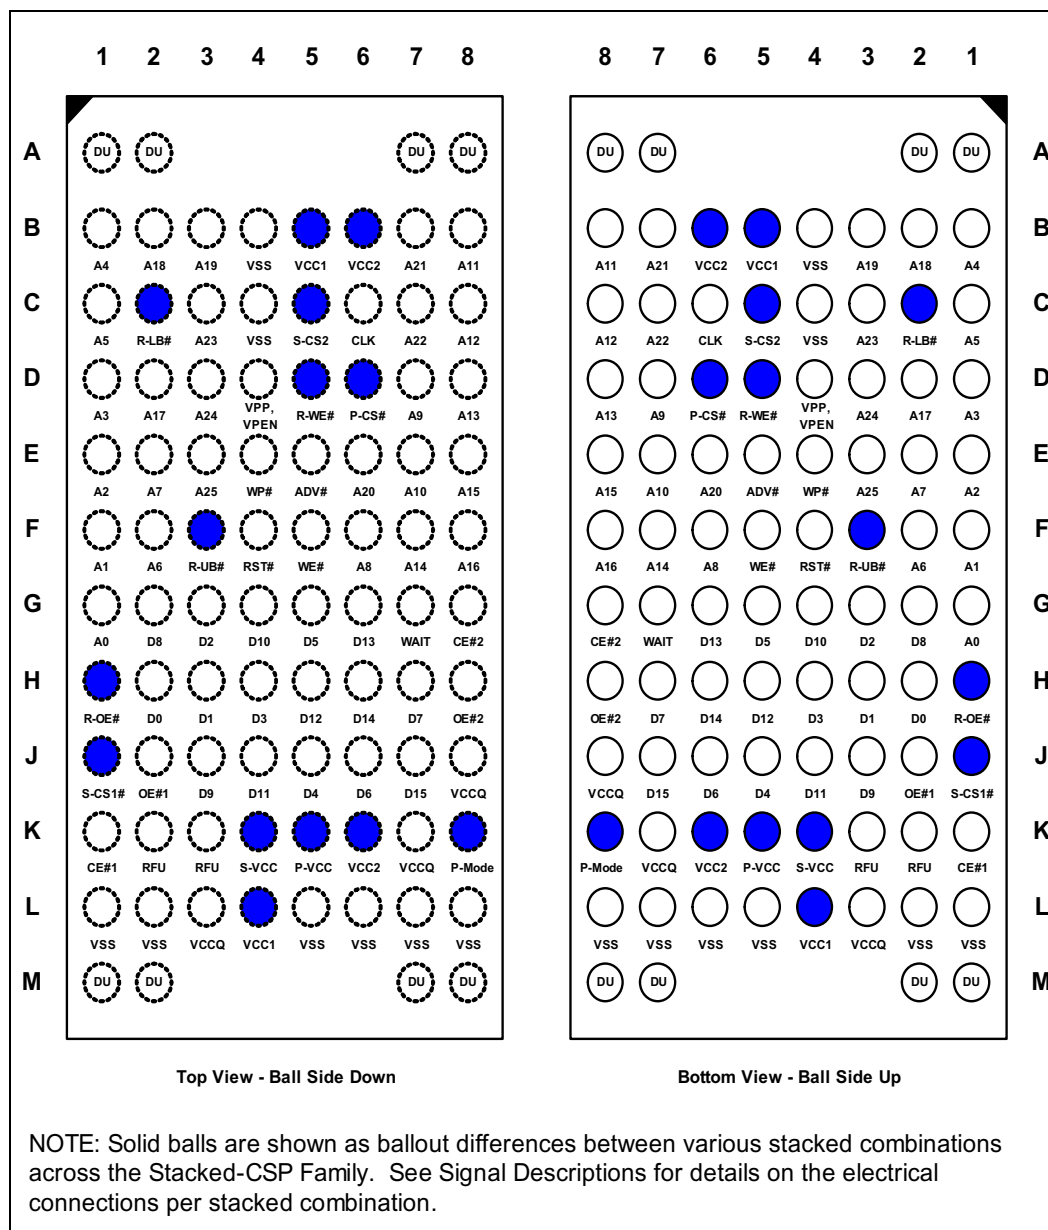 1 2 3 4 5 6 7 8 8 7 6 5 4 3 2 1
A DU DU DU DU DU DU DU DU A
B B
A4 A18 A19 VSS VCC1 VCC2 A21 A11 A11 A21 VCC2 VCC1 VSS A19 A18 A4
C C
A5 R-LB# A23 VSS S-CS2 CLK A22 A12 A12 A22 CLK S-CS2 VSS A23 R-LB# A5
D D
A3 A17 A24 VPP, VPEN R-WE# P-CS# A9 A13 A13 A9 P-CS# R-WE# VPP, VPEN A24 A17 A3
E E
A2 A7 A25 WP# ADV# A20 A10 A15 A15 A10 A20 ADV# WP# A25 A7 A2
F F
A1 A6 R-UB# RST# WE# A8 A14 A16 A16 A14 A8 WE# RST# R-UB# A6 A1
G G
A0 D8 D2 D10 D5 D13 WAIT CE#2 CE#2 WAIT D13 D5 D10 D2 D8 A0
H H
R-OE# D0 D1 D3 D12 D14 D7 OE#2 OE#2 D7 D14 D12 D3 D1 D0 R-OE#
J J
S-CS1# OE#1 D9 D11 D4 D6 D15 VCCQ VCCQ D15 D6 D4 D11 D9 OE#1 S-CS1#
K K
CE#1 RFU RFU S-VCC P-VCC VCC2 VCCQ P-Mode P-Mode VCCQ VCC2 P-VCC S-VCC RFU RFU CE#1
L L
VSS VSS VCCQ VCC1 VSS VSS VSS VSS VSS VSS VSS VSS VCC1 VCCQ VSS VSS
M DU DU DU DU DU DU DU DU M
Top View - Ball Side Down Bottom View - Ball Side Up
NOTE: Solid balls are shown as ballout differences between various stacked combinations
across the Stacked-CSP Family. See Signal Descriptions for details on the electrical
connections per stacked combination.